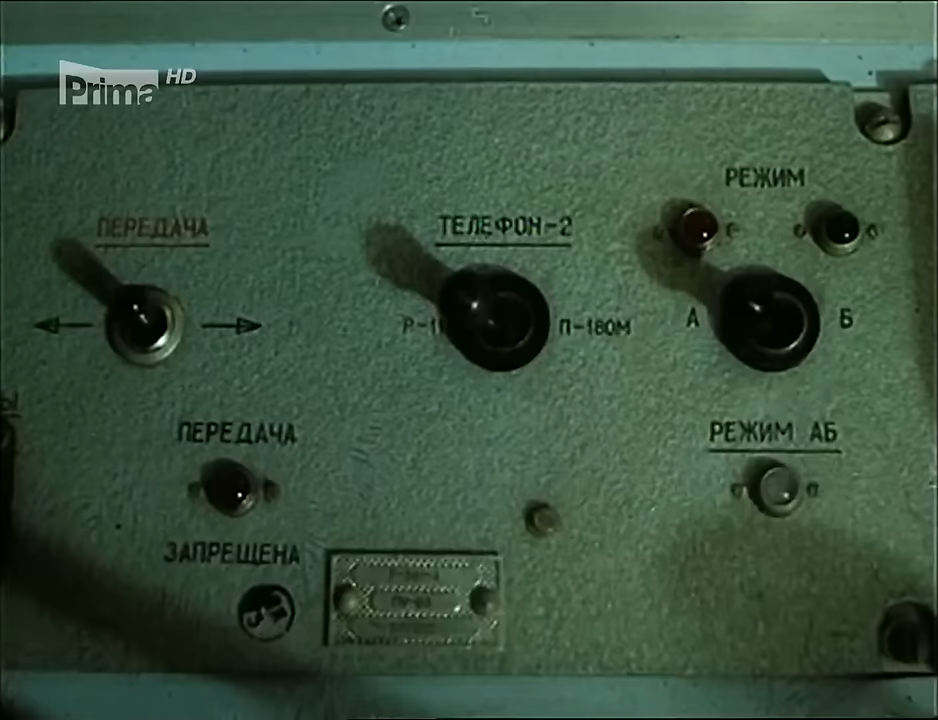 Prima HD
РЕЖИМ
ПЕРЕДАЧА
ТЕЛЕФОН-2
П-180М
А
Б
ПЕРЕДАЧА
РЕЖИМ АБ
ЗАПРЕЩЕНА